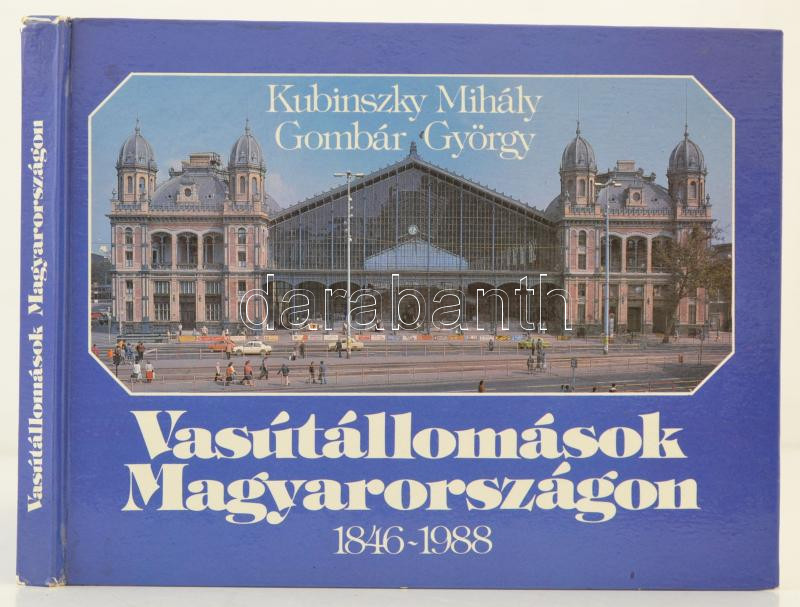 Kubinszky Mihály
Gombár György
darabanth
Vasútállomások
Magyarországon
1846-1988
Vasútállomások Magyarországon